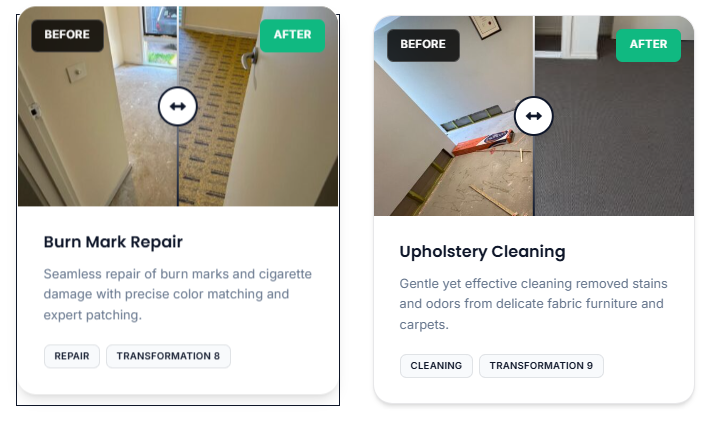 BEFORE
AFTER
Burn Mark Repair
Seamless repair of burn marks and cigarette
damage with precise color matching and
expert patching.
REPAIR
TRANSFORMATION 8
BEFORE
AFTER
Upholstery Cleaning
Gentle yet effective cleaning removed stains
and odors from delicate fabric furniture and
carpets.
CLEANING
TRANSFORMATION 9